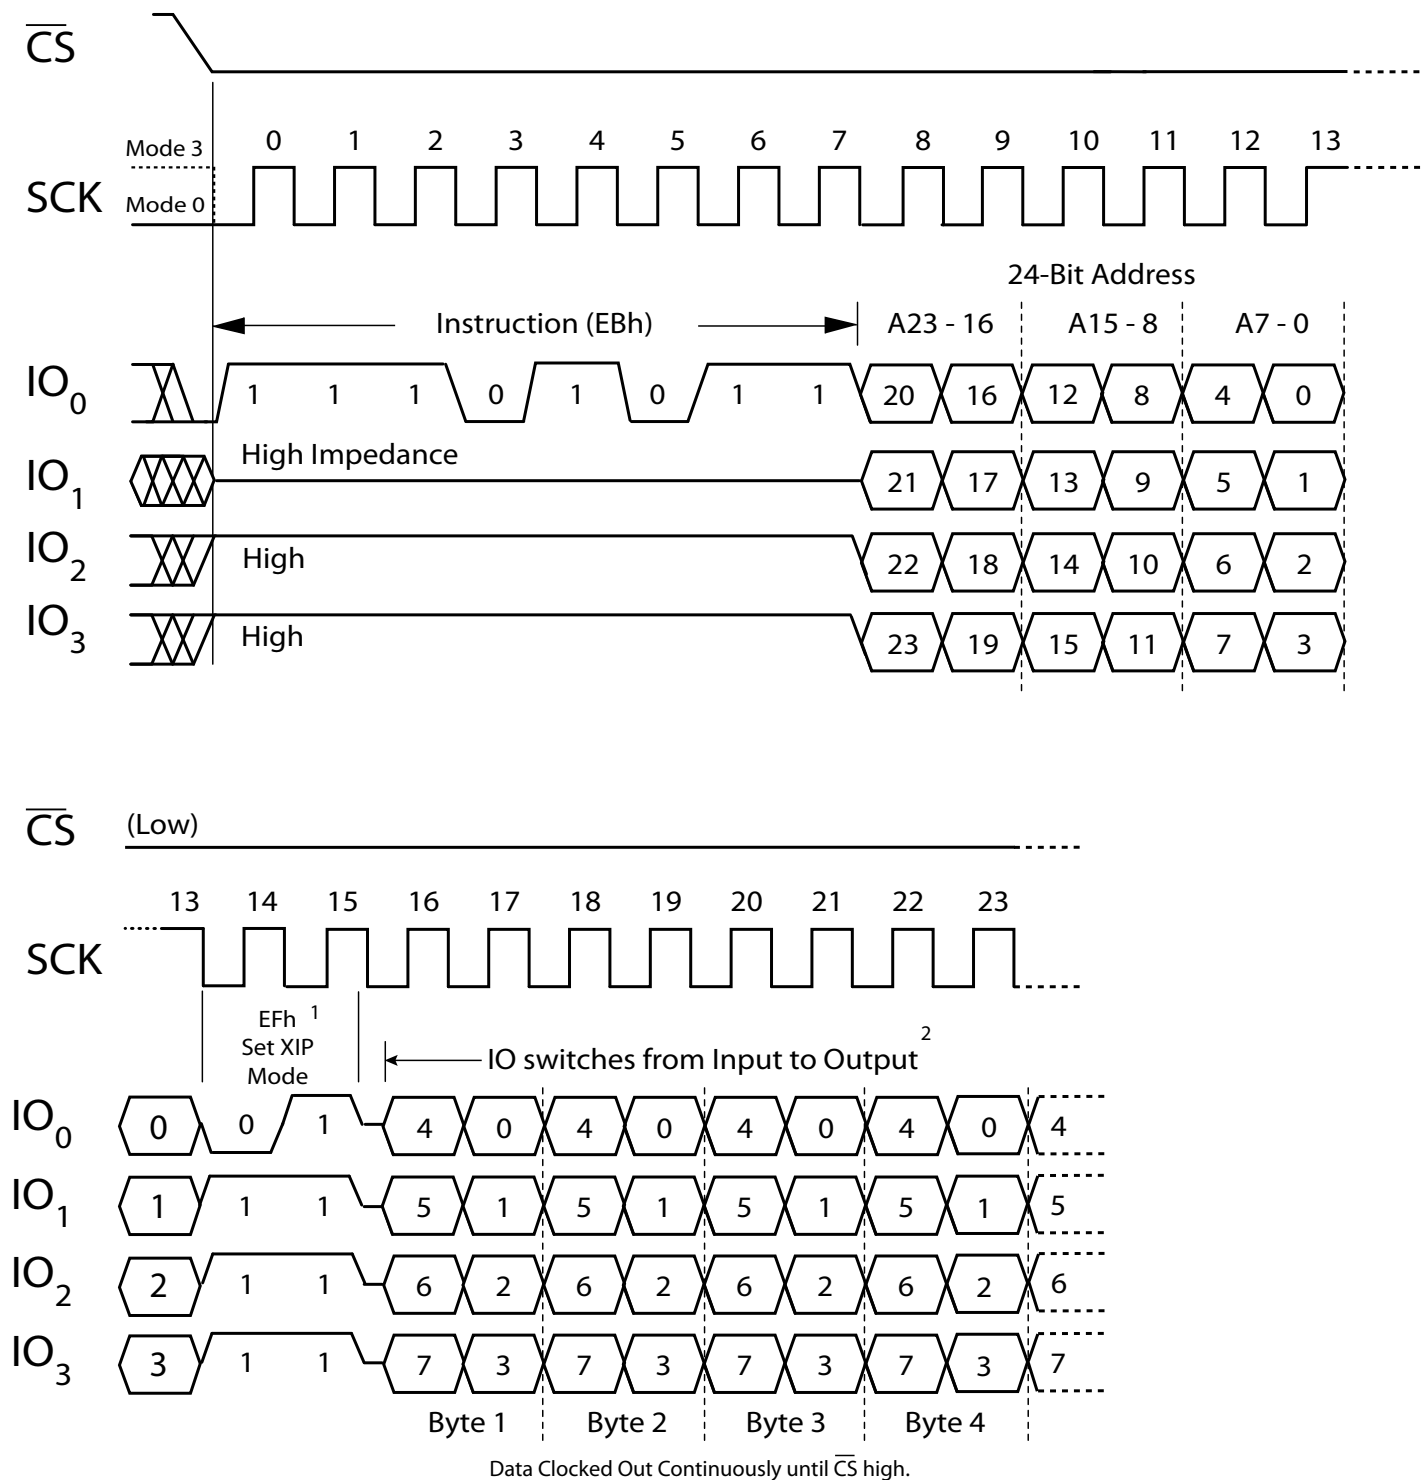 CS
Mode 3
0 1 2 3 4 5 6 7 8 9 10 11 12 13
SCK
Mode 0
24-Bit Address
Instruction (EBh) A23 - 16 A15 - 8 A7 - 0
IO0 1 1 1 0 1 0 1 1 20 16 12 8 4 0
High Impedance
IO1 21 17 13 9 5 1
IO2 High 22 18 14 10 6 2
IO3 High 23 19 15 11 7 3
CS (Low)
13 14 15 16 17 18 19 20 21 22 23
SCK
EFh 1
Set XIP
Mode
IO switches from Input to Output 2
IO0 0 0 1 4 0 4 0 4 0 4 0 4
IO1 1 1 1 5 1 5 1 5 1 5 1 5
IO2 2 1 1 6 2 6 2 6 2 6 2 6
IO3 3 1 1 7 3 7 3 7 3 7 3 7
Byte 1 Byte 2 Byte 3 Byte 4
Data Clocked Out Continuously until CS high.